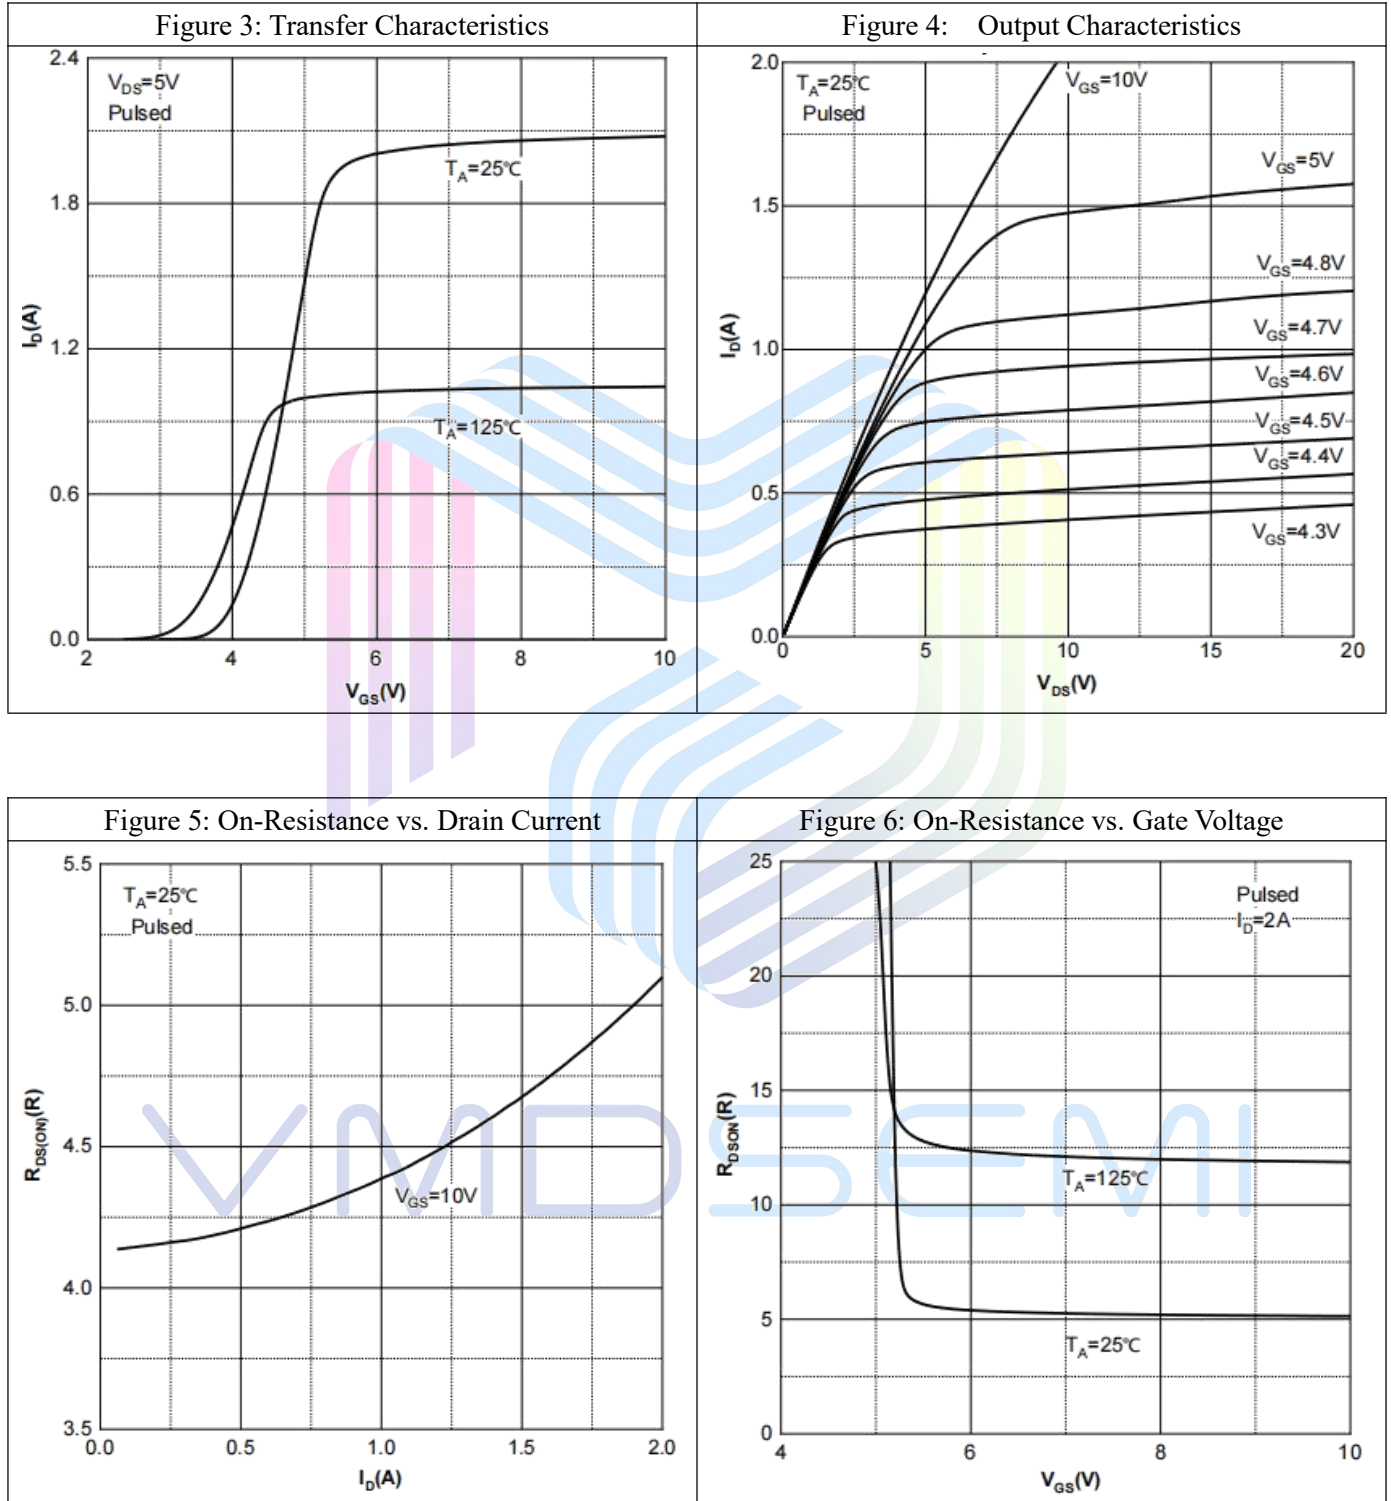 Figure 3: Transfer Characteristics
Figure 4: Output Characteristics
2.4
1.8
1.2
0.6
0.0
2
4
6
8
10
ID(A)
VGS(V)
VDS=5V
Pulsed
TA=25℃
TA=125℃
2.0
1.5
1.0
0.5
0.0
0
5
10
15
20
ID(A)
VDS(V)
TA=25℃
Pulsed
VGS=10V
VGS=5V
VGS=4.8V
VGS=4.7V
VGS=4.6V
VGS=4.5V
VGS=4.4V
VGS=4.3V
Figure 5: On-Resistance vs. Drain Current
Figure 6: On-Resistance vs. Gate Voltage
5.5
5.0
4.5
4.0
3.5
0.0
0.5
1.0
1.5
2.0
RDS(ON)(R)
ID(A)
TA=25℃
Pulsed
VGS=10V
25
20
15
10
5
0
4
6
8
10
RDSON(R)
VGS(V)
Pulsed
ID=2A
TA=125℃
TA=25℃
VMDSEMI